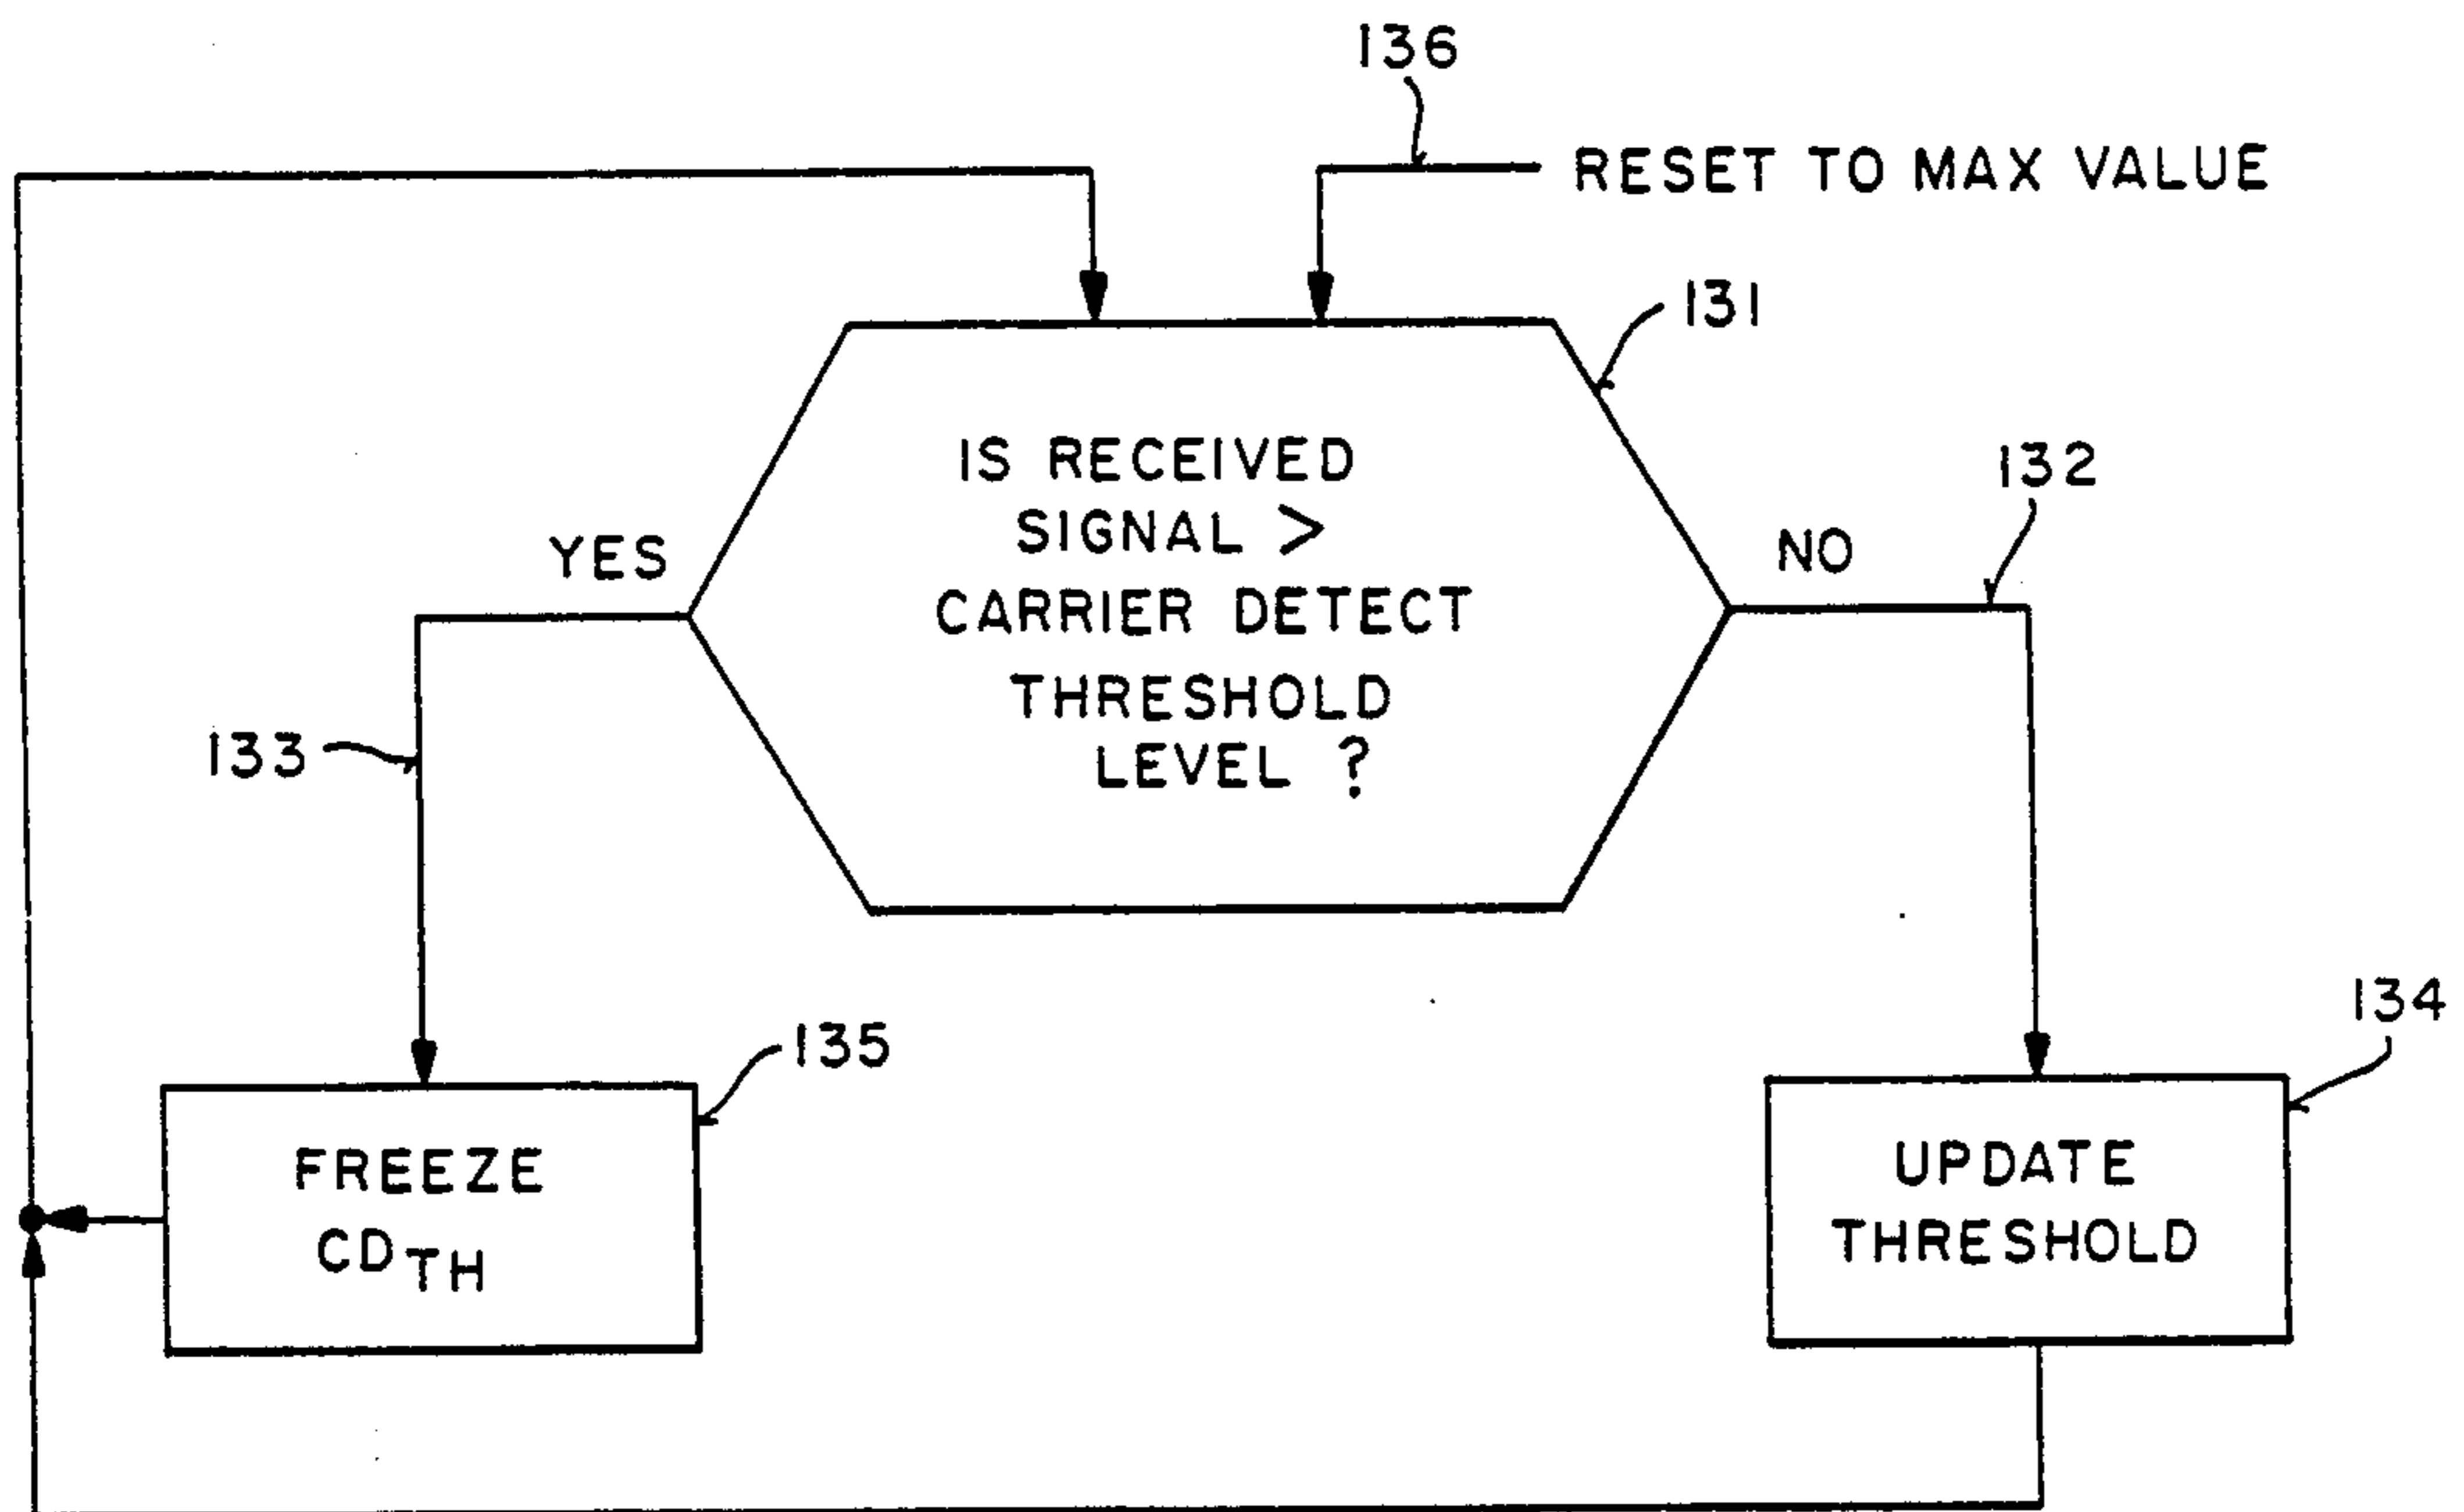 136
RESET TO MAX VALUE
131
IS RECEIVED
SIGNAL >
CARRIER DETECT
THRESHOLD
LEVEL ?
YES
NO
132
133
134
135
FREEZE
CD_TH
UPDATE
THRESHOLD